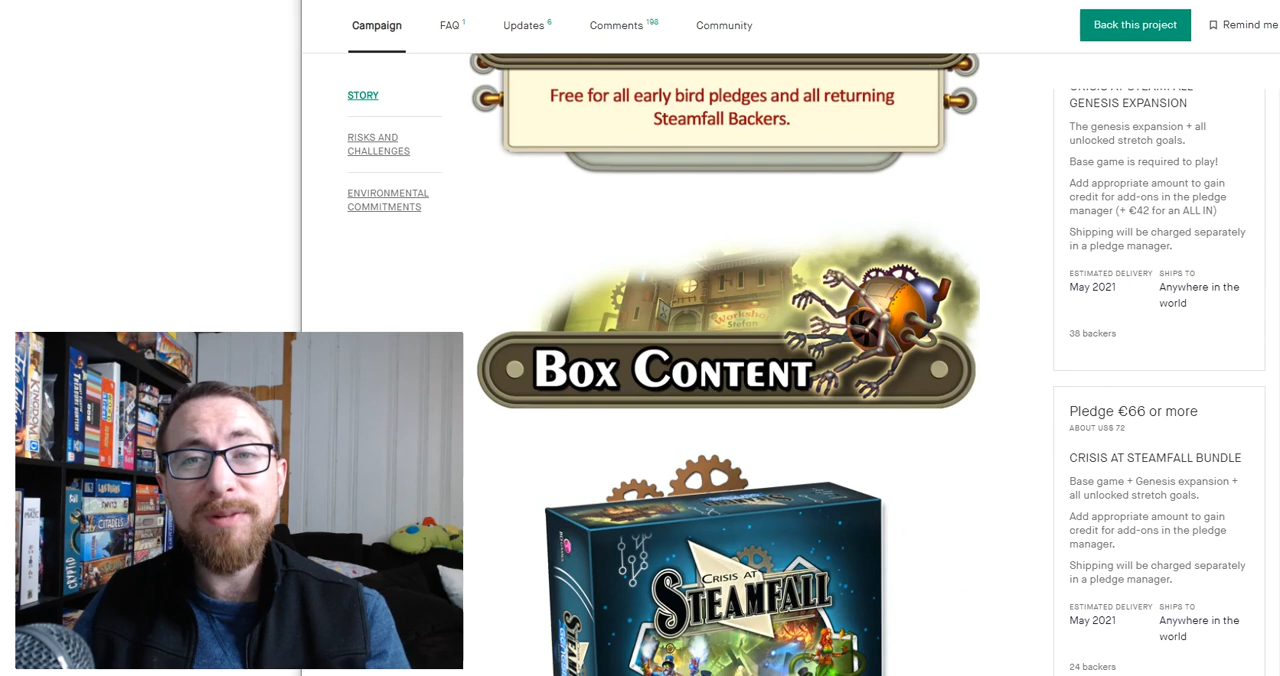 Campaign
FAQ 1
Updates 6
Comments 198
Community
Back this project
Remind me
STORY
RISKS AND
CHALLENGES
ENVIRONMENTAL
COMMITMENTS
Free for all early bird pledges and all returning
Steamfall Backers.
Workshop
Stefan
BOX CONTENT
CRISIS AT
STEAMFALL
GENESIS EXPANSION
The genesis expansion + all
unlocked stretch goals.
Base game is required to play!
Add appropriate amount to gain
credit for add-ons in the pledge
manager (+ €42 for an ALL IN)
Shipping will be charged separately
in a pledge manager.
ESTIMATED DELIVERY
May 2021
SHIPS TO
Anywhere in the
world
38 backers
Pledge €66 or more
ABOUT US$ 72
CRISIS AT STEAMFALL BUNDLE
Base game + Genesis expansion +
all unlocked stretch goals.
Add appropriate amount to gain
credit for add-ons in the pledge
manager.
Shipping will be charged separately
in a pledge manager.
ESTIMATED DELIVERY
May 2021
SHIPS TO
Anywhere in the
world
24 backers
KINGDOM
CITADELS
CRYPTID